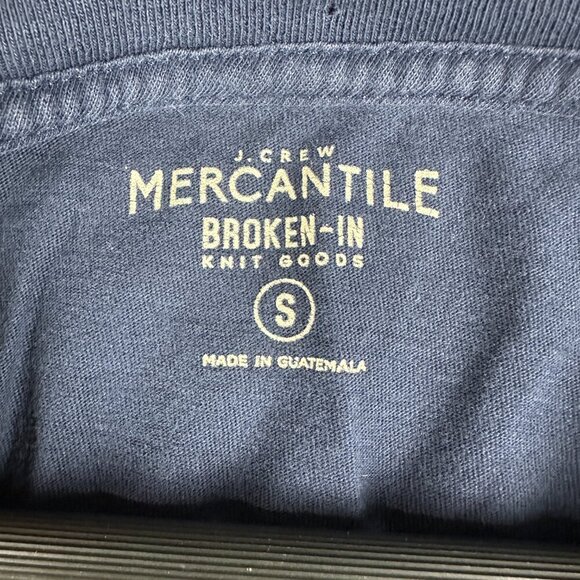 J. CREW
MERCANTILE
BROKEN-IN
KNIT GOODS
S
MADE IN GUATEMALA